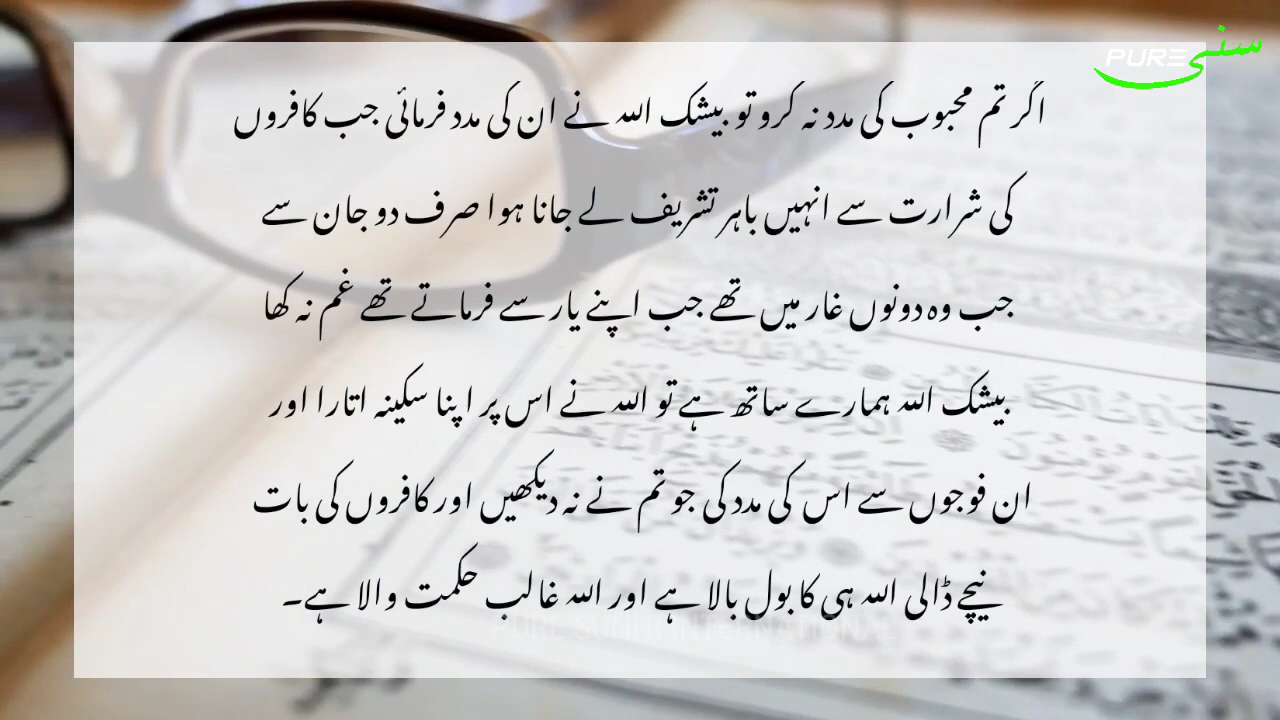 PURE سنی
اگر تم محبوب کی مدد نہ کرو تو بیشک اللہ نے ان کی مدد فرمائی جب کافروں
کی شرارت سے انہیں باہر تشریف لے جانا ہوا صرف دو جان سے
جب وہ دونوں غار میں تھے جب اپنے یار سے فرماتے تھے غم نہ کھا
بیشک اللہ ہمارے ساتھ ہے تو اللہ نے اس پر اپنا سکینہ اتارا اور
ان فوجوں سے اس کی مدد کی جو تم نے نہ دیکھیں اور کافروں کی بات
نیچے ڈالی اللہ ہی کا بول بالا ہے اور اللہ غالب حکمت والا ہے۔
PURE SUNNI INTERNATIONAL